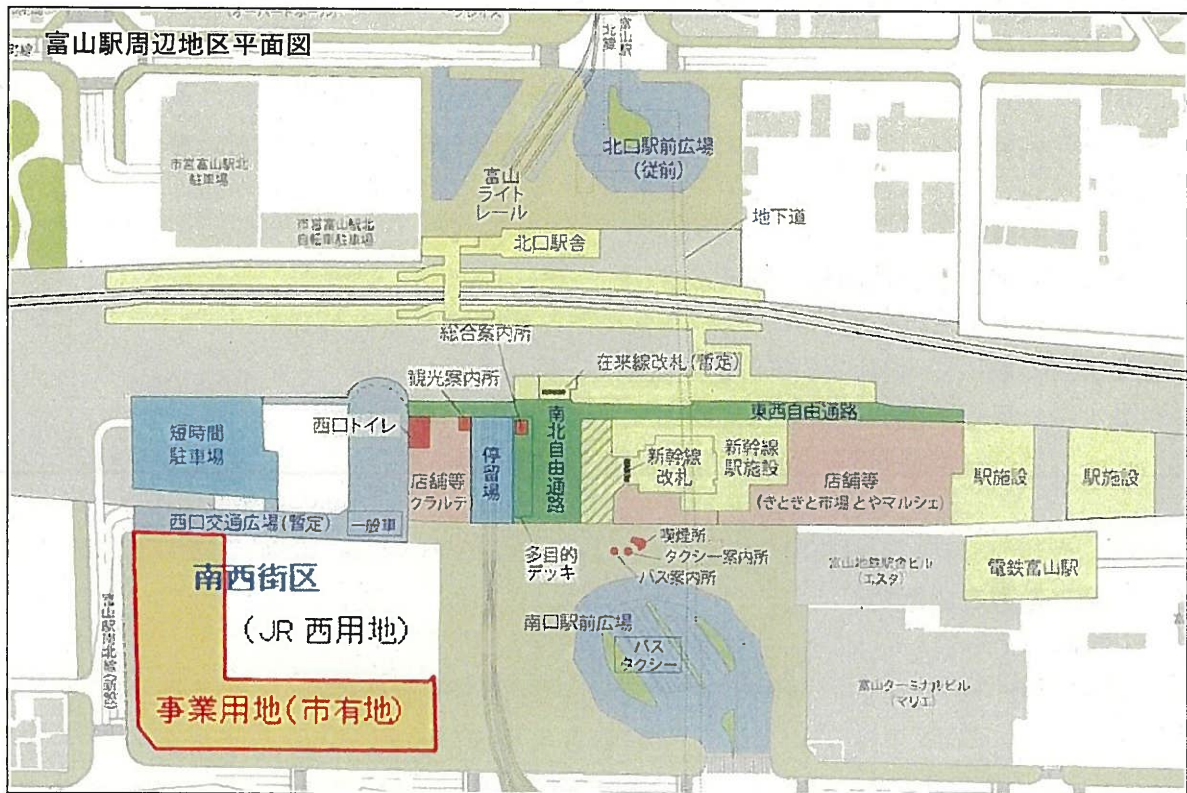 富山駅周辺地区平面図
富山駅
北線
北口駅前広場
(従前)
市営富山駅北
駐車場
富山
ライト
レール
地下道
市営富山駅北
自転車駐車場
北口駅舎
総合案内所
在来線改札(暫定)
観光案内所
東西自由通路
西口トイレ
短時間
駐車場
停留場
南北自由通路
新幹線
改札
新幹線
駅施設
店舗等
クラルテ)
店舗等
(きときと市場 とやマルシェ)
駅施設
駅施設
西口交通広場(暫定)
一般車
喫煙所
タクシー案内所
バス案内所
多目的
デッキ
富山地鉄駅舎ビル
(エスタ)
電鉄富山駅
南西街区
(JR 西用地)
南口駅前広場
バス
タクシー
富山ターミナルビル
(マリエ)
事業用地(市有地)